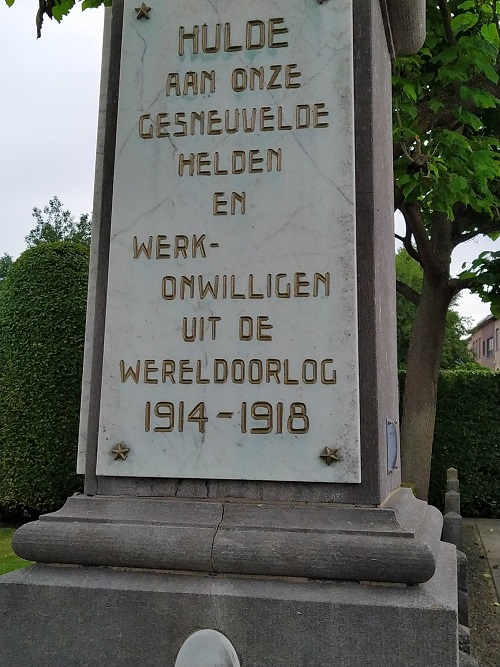 HULDE
AAN ONZE
GESNEUVELDE
HELDEN
EN
WERK-
ONWILLIGEN
UIT DE
WERELDOORLOG
1914-1918